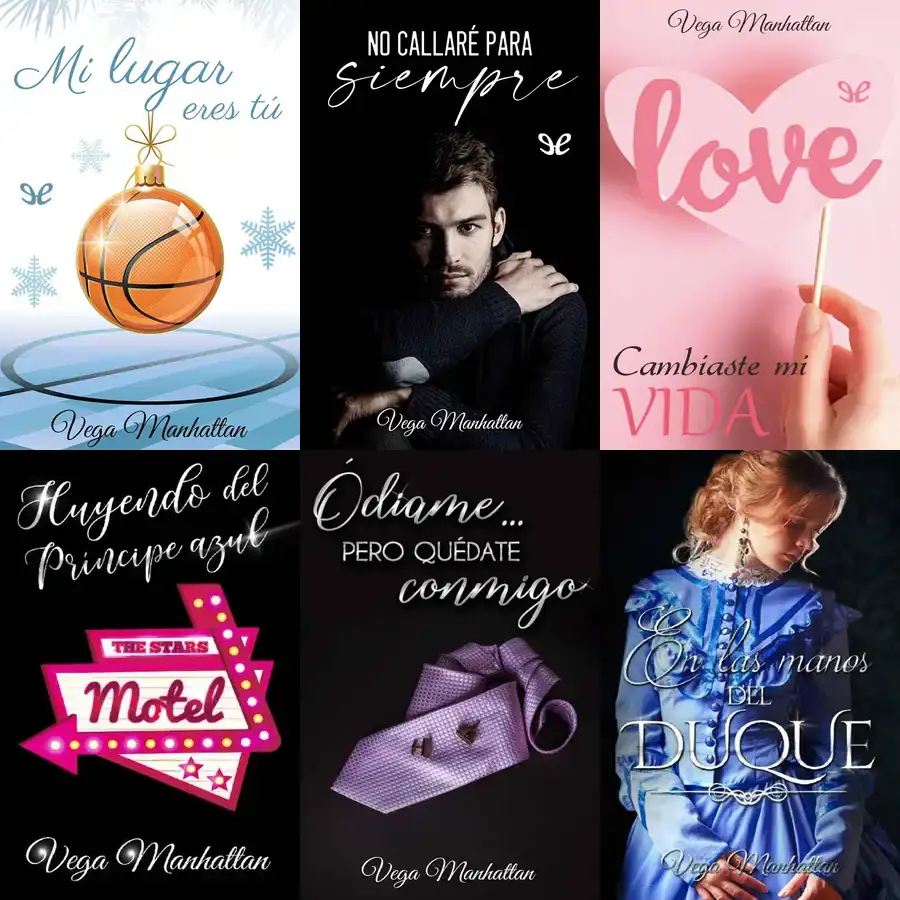 Mi lugar
eres tú
Vega Manhattan
NO CALLARÉ PARA
siempre
Vega Manhattan
Vega Manhattan
love
Cambiaste mi
VIDA
Huyendo del
Príncipe azul
THE STARS
Motel
Vega Manhattan
Ódiame...
PERO QUÉDATE
conmigo
H
Vega Manhattan
En las manos
DEL
DUQUE
Vega Manhattan